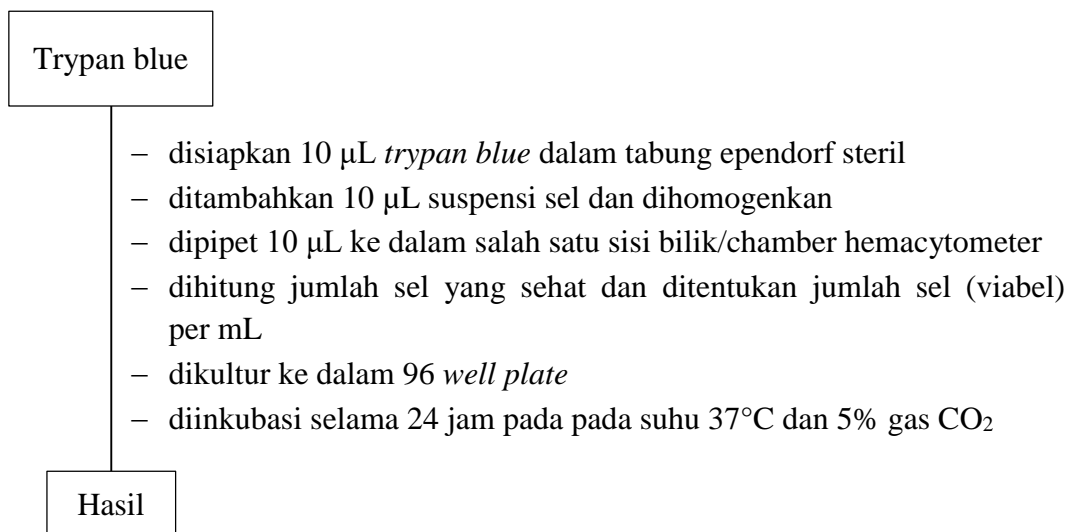 Trypan blue
– disiapkan 10 μL trypan blue dalam tabung ependorf steril
– ditambahkan 10 µL suspensi sel dan dihomogenkan
– dipipet 10 μL ke dalam salah satu sisi bilik/chamber hemacytometer
– dihitung jumlah sel yang sehat dan ditentukan jumlah sel (viabel)
per mL
– dikultur ke dalam 96 well plate
– diinkubasi selama 24 jam pada pada suhu 37°C dan 5% gas CO₂
Hasil